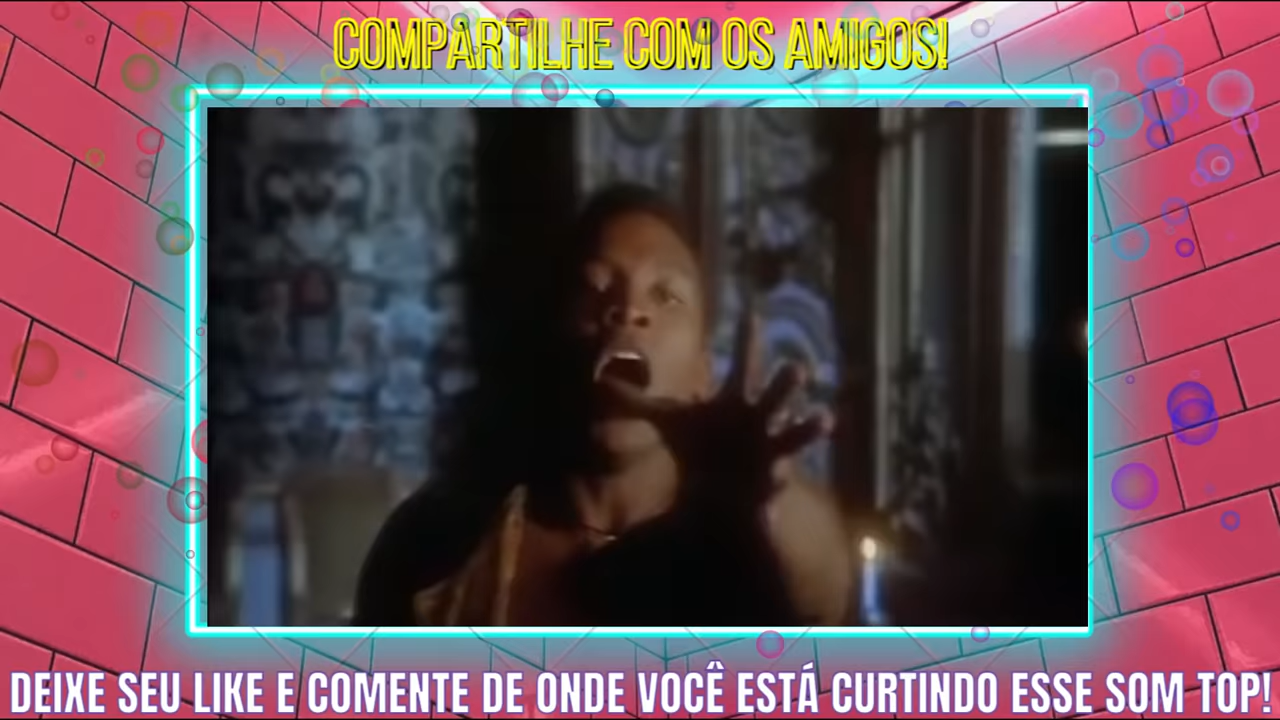 COMPARTILHE COM OS AMIGOS!
DEIXE SEU LIKE E COMENTE DE ONDE VOCÊ ESTÁ CURTINDO ESSE SOM TOP!